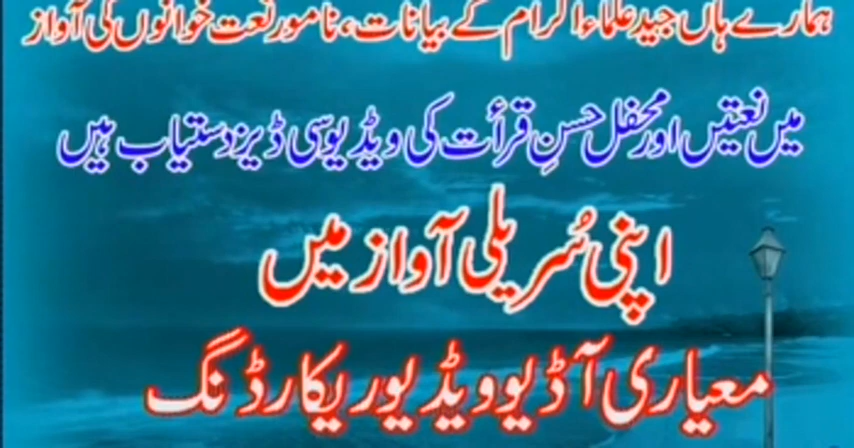 ہمارے ہاں جید علماء اکرام کے بیانات، نامور نعت خوانوں کی آواز
میں نعتیں اور محفل حسنِ قرأت کی ویڈیو سی ڈیز دستیاب ہیں
اپنی سُریلی آواز میں
معیاری آڈیو ویڈیو ریکارڈنگ